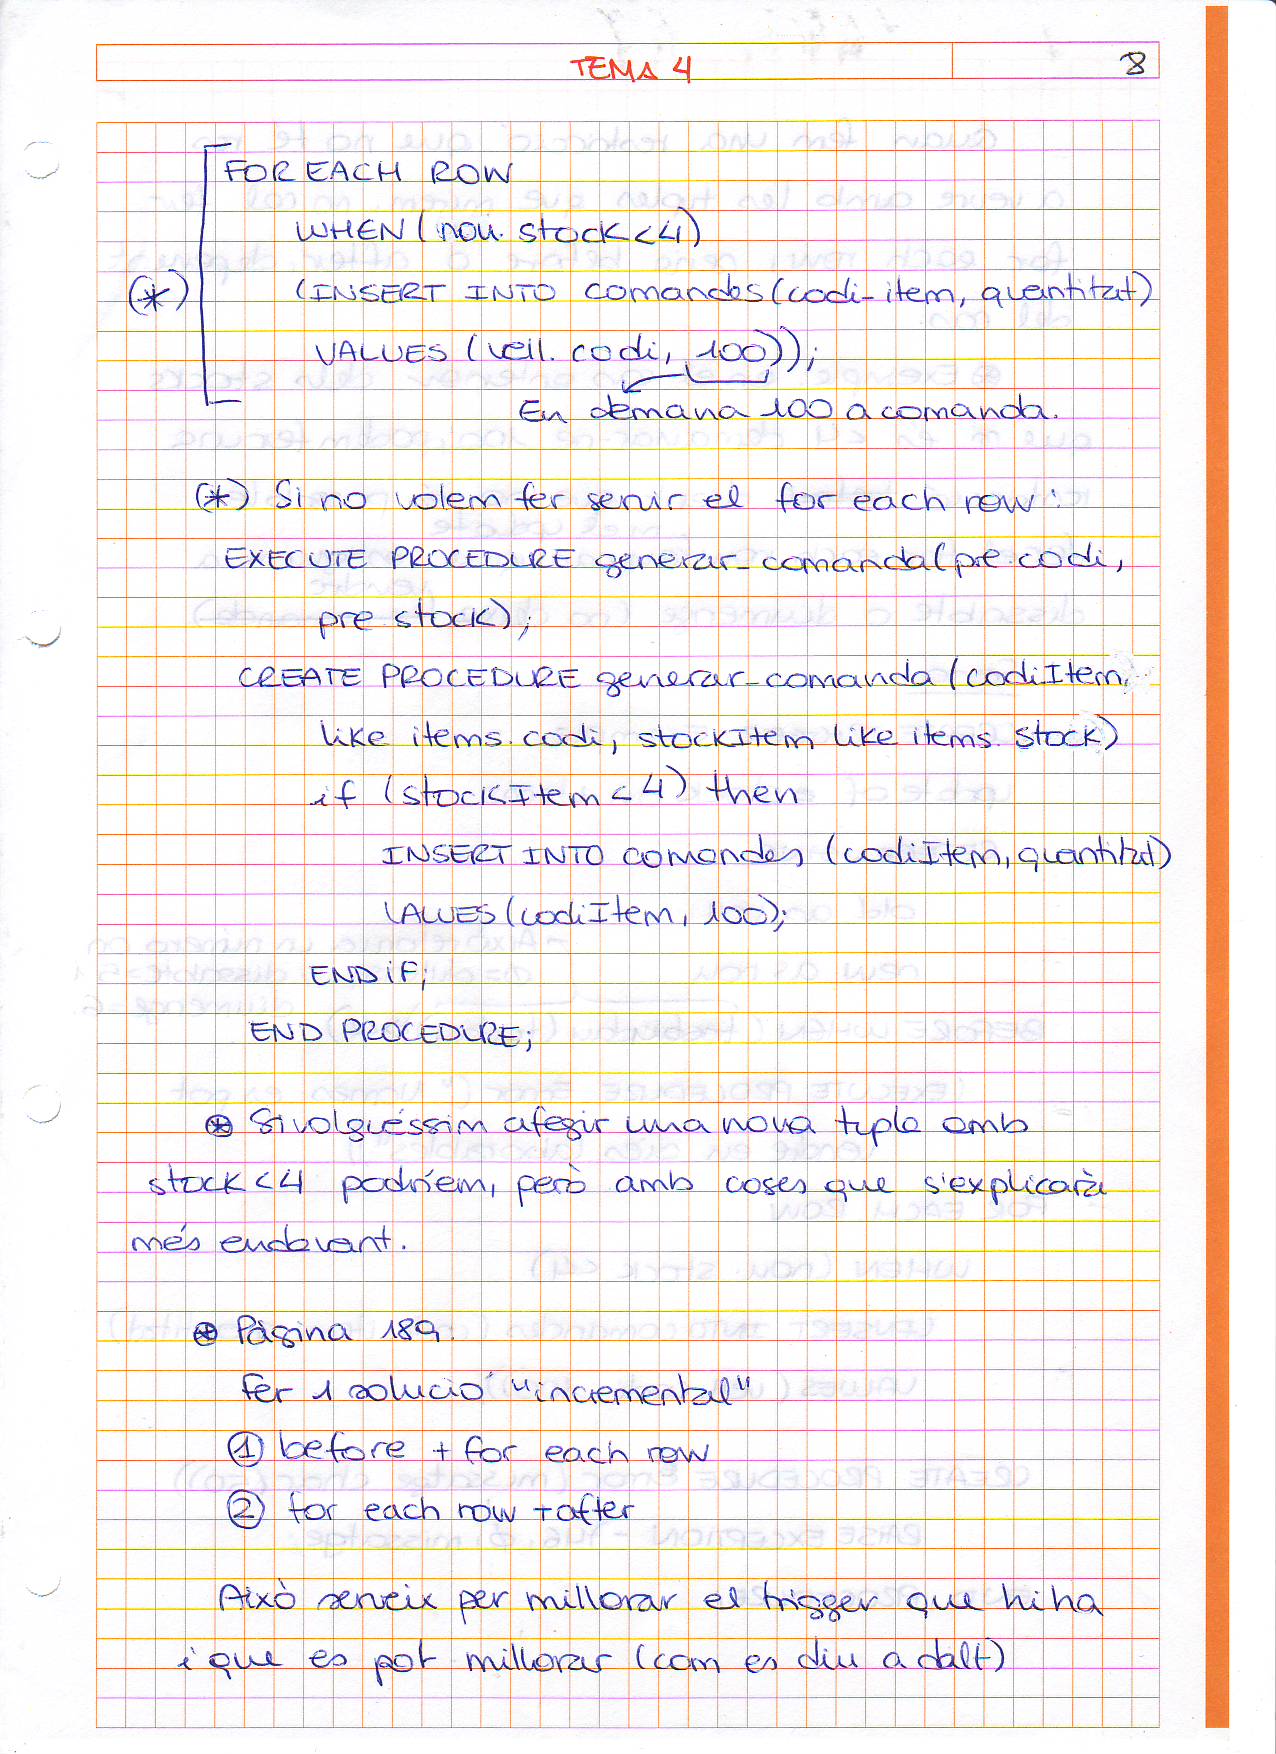 TEMA 4
8
FOR EACH ROW
WHEN (nou.stock<4)
(*)
(INSERT INTO comandes(codi_item, quantitat)
VALUES (vell.codi, 100));
En demana 100 a comanda.
(*) Si no volem fer servir el for each row:
EXECUTE PROCEDURE generar_comanda(pre.codi,
pre.stock);
CREATE PROCEDURE generar_comanda (codiItem
like items.codi, stockItem like items.stock)
if (stockItem<4) then
INSERT INTO comandes (codiItem, quantitat)
VALUES (codiItem, 100);
END iF;
END PROCEDURE;
⊛ Si volguéssim afegir una nova tupla amb
stock<4 podríem, però amb coses que s'explicarà
més endavant.
⊛ Pàgina 189.
Fer 1 solució "incremental"
① before + for each row
② for each row + after
Això serveix per millorar el trigger que hi ha
i que es pot millorar (com es diu a dalt)